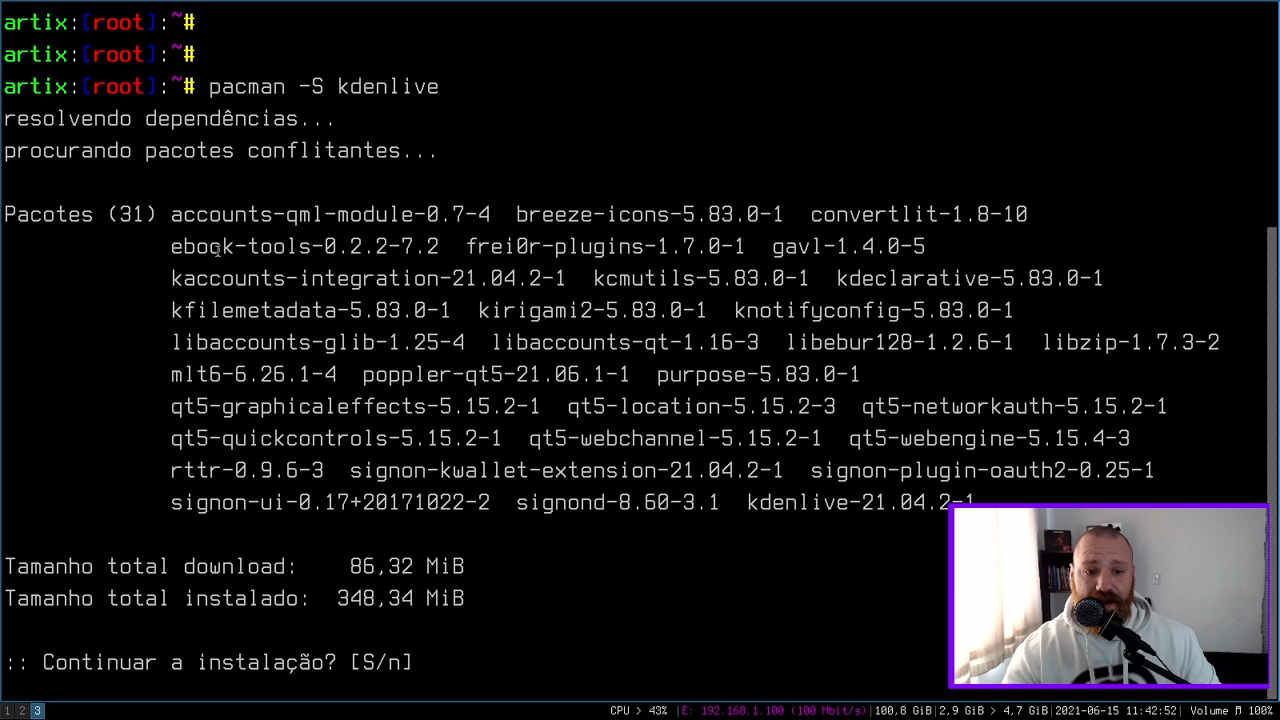 artix:[root]:~#
artix:[root]:~#
artix:[root]:~# pacman -S kdenlive
resolvendo dependências...
procurando pacotes conflitantes...
Pacotes (31) accounts-qml-module-0.7-4 breeze-icons-5.83.0-1 convertlit-1.8-10
ebook-tools-0.2.2-7.2 frei0r-plugins-1.7.0-1 gavl-1.4.0-5
kaccounts-integration-21.04.2-1 kcmutils-5.83.0-1 kdeclarative-5.83.0-1
kfilemetadata-5.83.0-1 kirigami2-5.83.0-1 knotifyconfig-5.83.0-1
libaccounts-glib-1.25-4 libaccounts-qt-1.16-3 libebur128-1.2.6-1 libzip-1.7.3-2
mlt6-6.26.1-4 poppler-qt5-21.06.1-1 purpose-5.83.0-1
qt5-graphicaleffects-5.15.2-1 qt5-location-5.15.2-3 qt5-networkauth-5.15.2-1
qt5-quickcontrols-5.15.2-1 qt5-webchannel-5.15.2-1 qt5-webengine-5.15.4-3
rttr-0.9.6-3 signon-kwallet-extension-21.04.2-1 signon-plugin-oauth2-0.25-1
signon-ui-0.17+20171022-2 signond-8.60-3.1 kdenlive-21.04.2-1
Tamanho total download: 86,32 MiB
Tamanho total instalado: 348,34 MiB
:: Continuar a instalação? [S/n]
1 2 3 CPU > 43% |E: 192.168.1.100 (100 Mbit/s)|100,8 GiB|2,9 GiB > 4,7 GiB|2021-06-15 11:42:52| Volume ♬ 100%